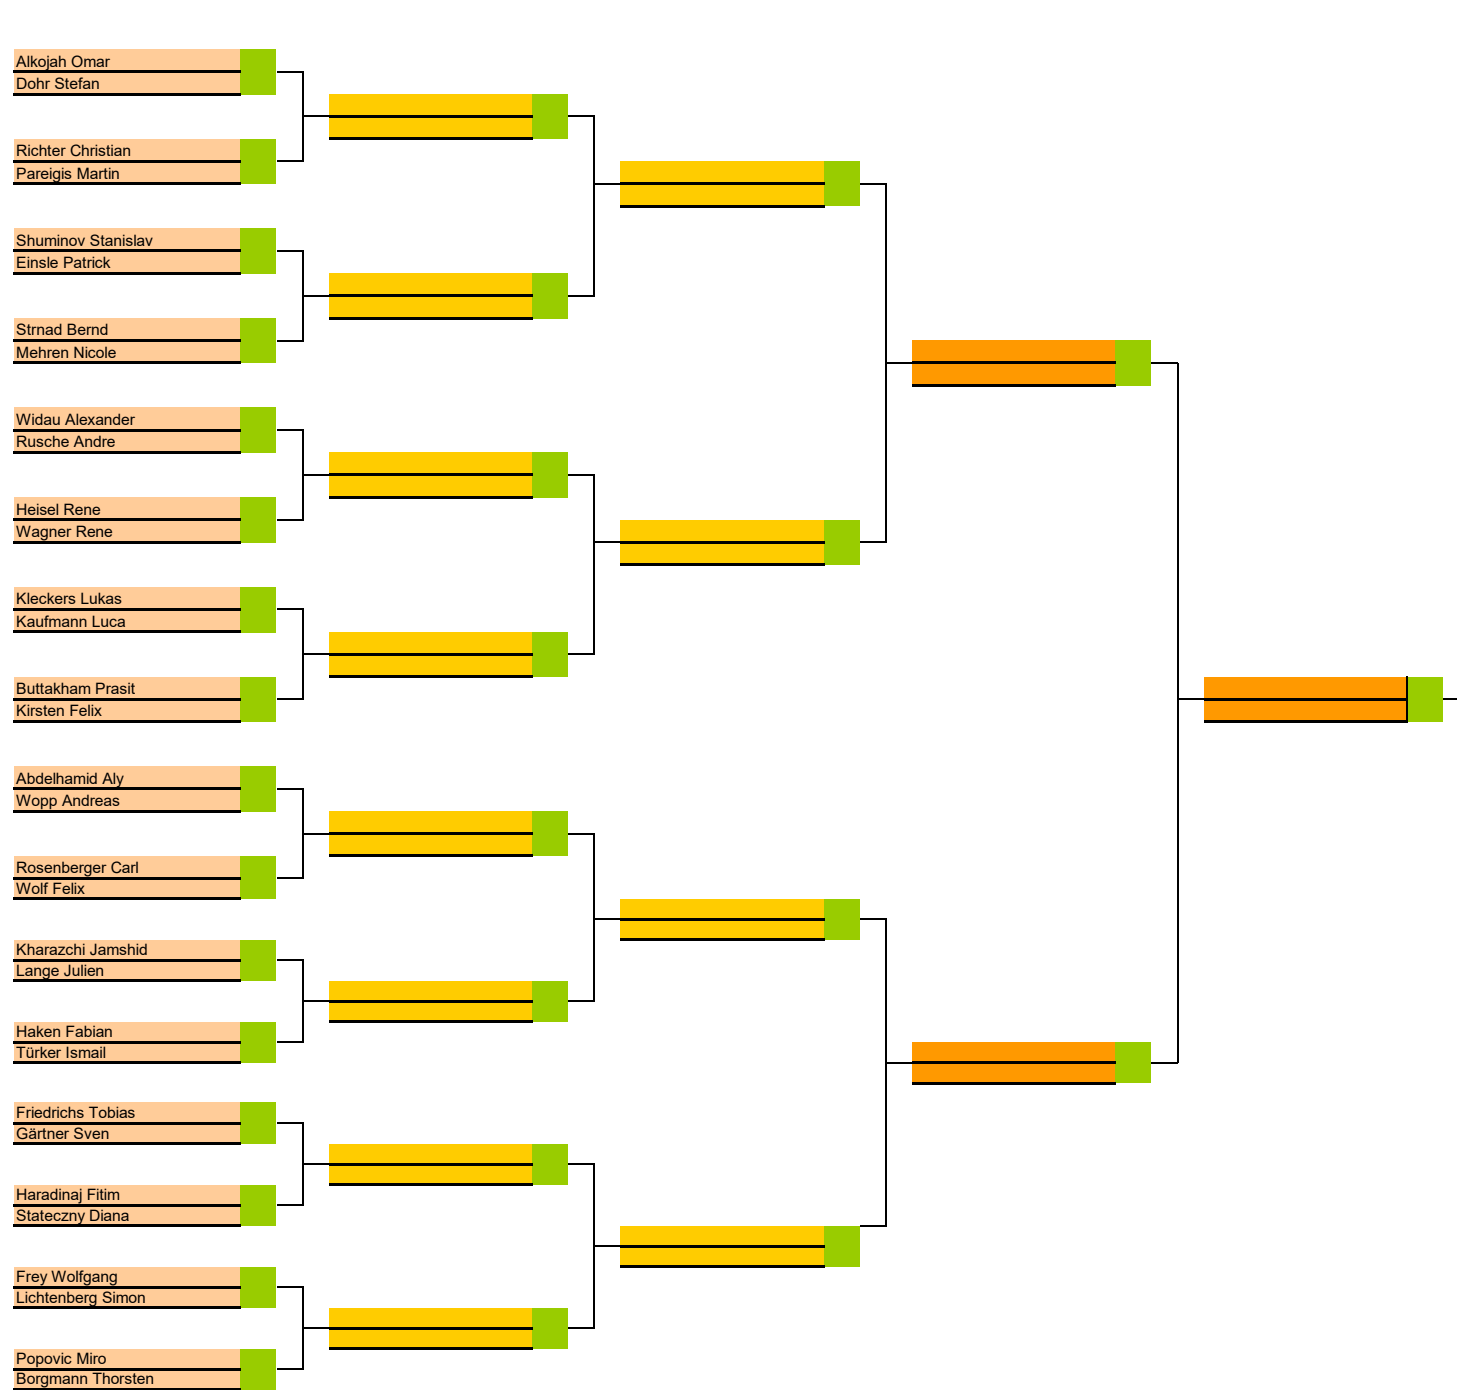 Alkojah Omar
Dohr Stefan
Richter Christian
Pareigis Martin
Shuminov Stanislav
Einsle Patrick
Strnad Bernd
Mehren Nicole
Widau Alexander
Rusche Andre
Heisel Rene
Wagner Rene
Kleckers Lukas
Kaufmann Luca
Buttakham Prasit
Kirsten Felix
Abdelhamid Aly
Wopp Andreas
Rosenberger Carl
Wolf Felix
Kharazchi Jamshid
Lange Julien
Haken Fabian
Türker Ismail
Friedrichs Tobias
Gärtner Sven
Haradinaj Fitim
Stateczny Diana
Frey Wolfgang
Lichtenberg Simon
Popovic Miro
Borgmann Thorsten